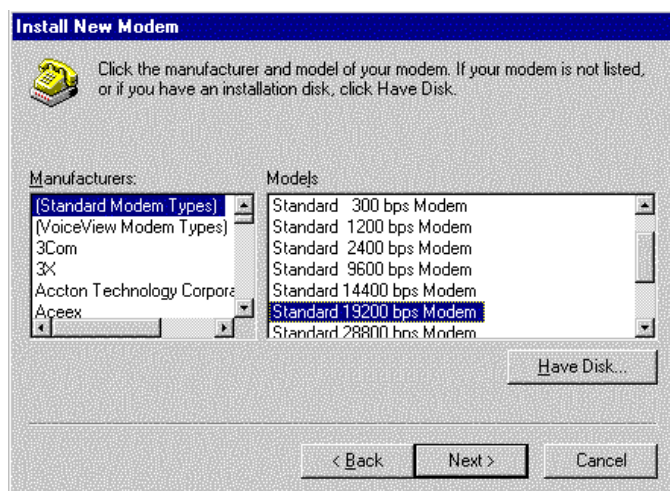 Install New Modem
Click the manufacturer and model of your modem. If your modem is not listed,
or if you have an installation disk, click Have Disk.
Manufacturers:
(Standard Modem Types)
(VoiceView Modem Types)
3Com
3X
Accton Technology Corpora
Aceex
Models
Standard 300 bps Modem
Standard 1200 bps Modem
Standard 2400 bps Modem
Standard 9600 bps Modem
Standard 14400 bps Modem
Standard 19200 bps Modem
Standard 28800 bps Modem
Have Disk...
< Back
Next >
Cancel